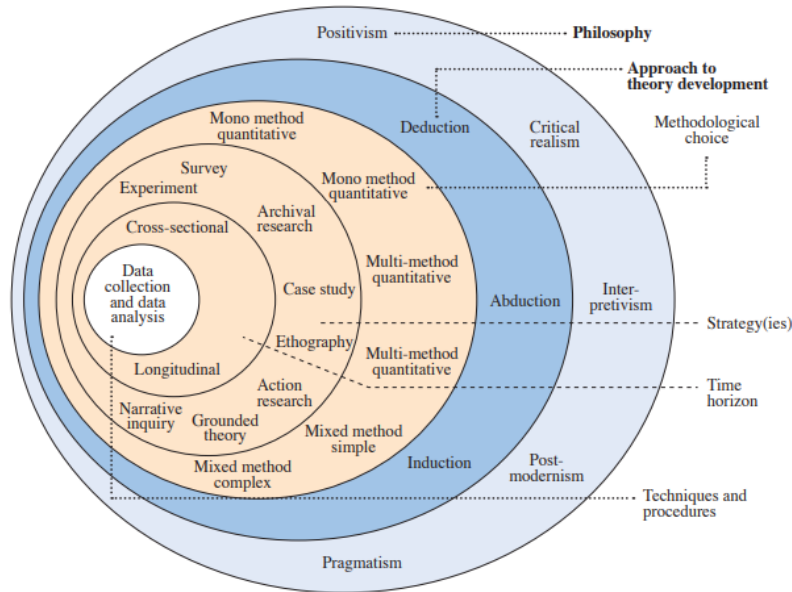 Positivism
Philosophy
Approach to
theory development
Mono method
quantitative
Deduction
Critical
realism
Methodological
choice
Survey
Experiment
Mono method
quantitative
Cross-sectional
Archival
research
Data
collection
and data
analysis
Multi-method
quantitative
Case study
Abduction
Inter-
pretivism
Strategy(ies)
Ethography
Multi-method
quantitative
Longitudinal
Time
horizon
Action
research
Narrative
inquiry
Grounded
theory
Mixed method
simple
Mixed method
complex
Induction
Post-
modernism
Techniques and
procedures
Pragmatism